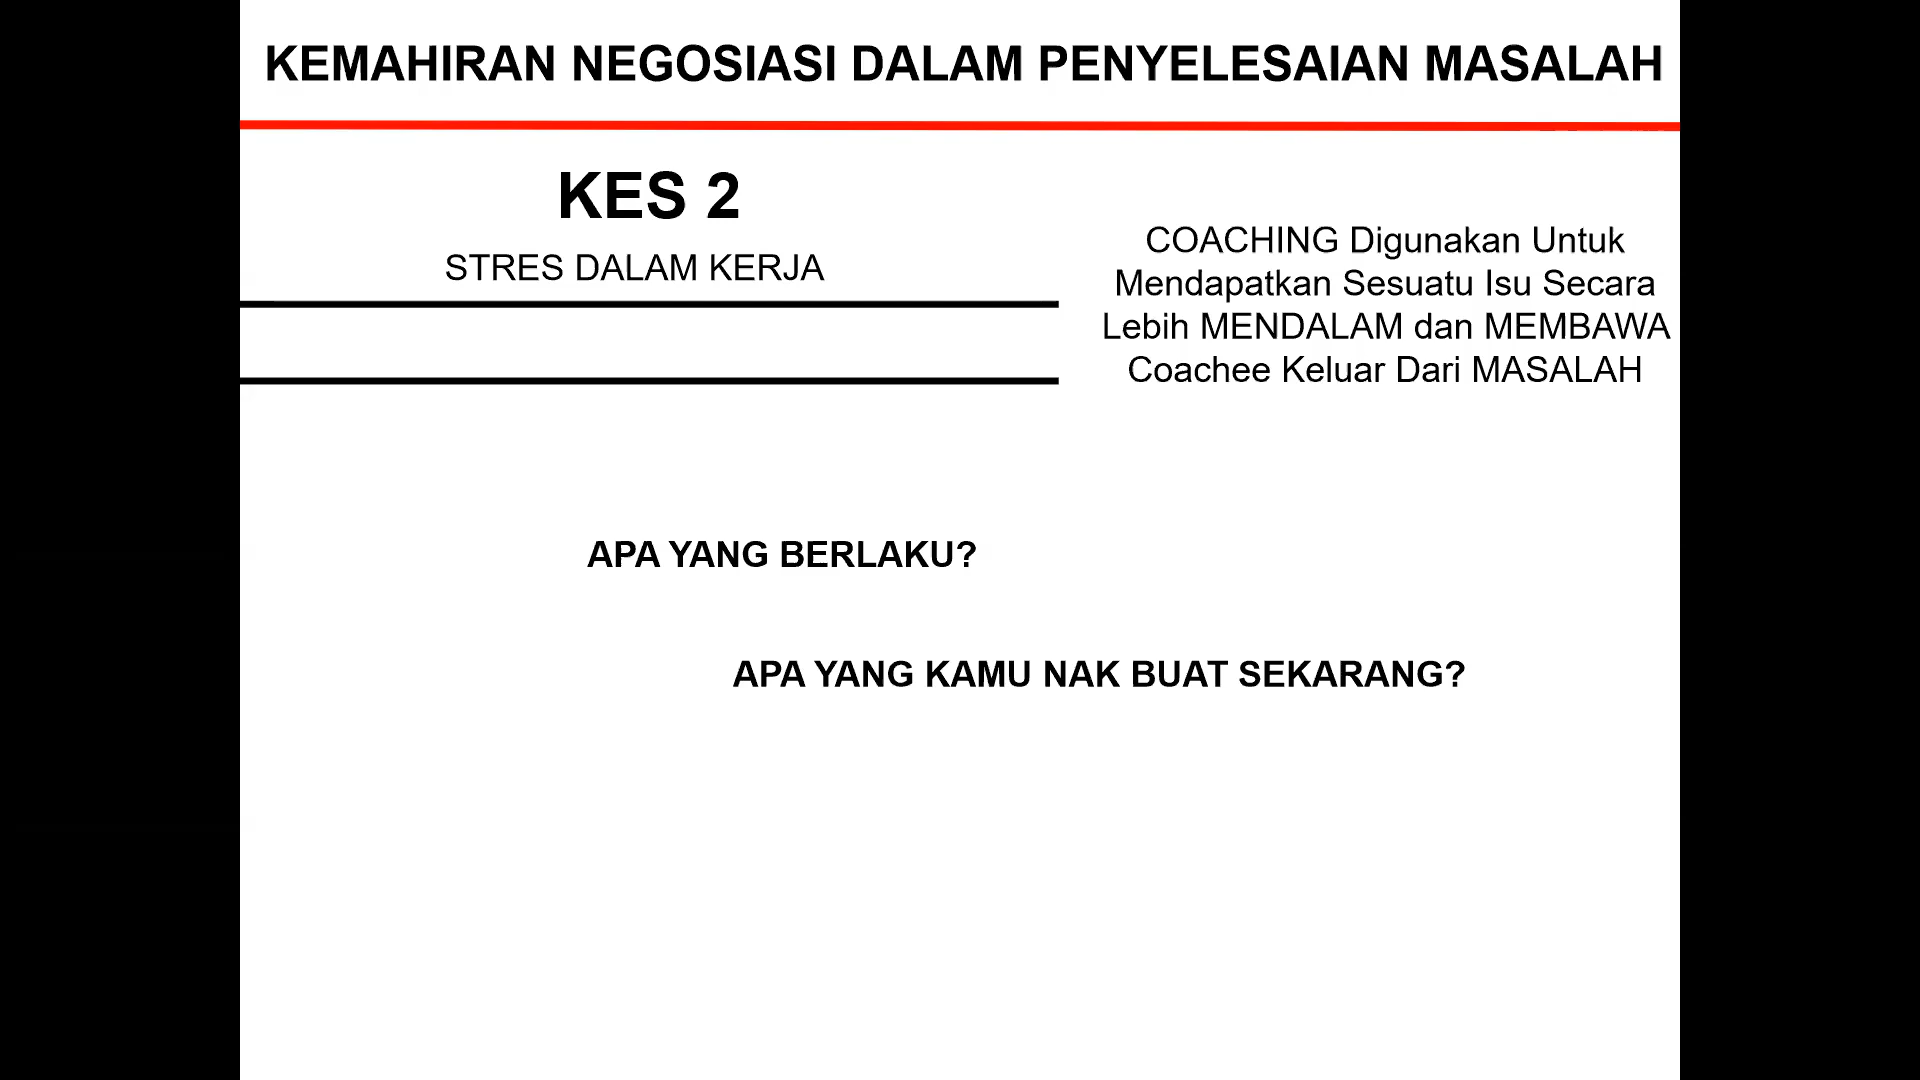 KEMAHIRAN NEGOSIASI DALAM PENYELESAIAN MASALAH
KES 2
STRES DALAM KERJA
COACHING Digunakan Untuk
Mendapatkan Sesuatu Isu Secara
Lebih MENDALAM dan MEMBAWA
Coachee Keluar Dari MASALAH
APA YANG BERLAKU?
APA YANG KAMU NAK BUAT SEKARANG?